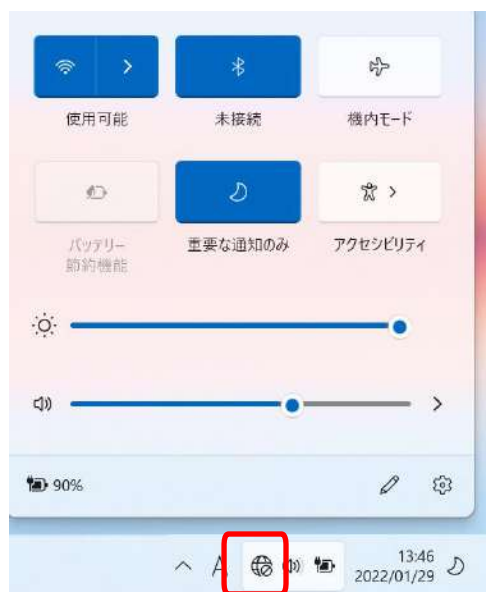 使用可能 未接続 機内モード
バッテリー 重要な通知のみ アクセシビリティ
節約機能
90%
A 13:46
2022/01/29